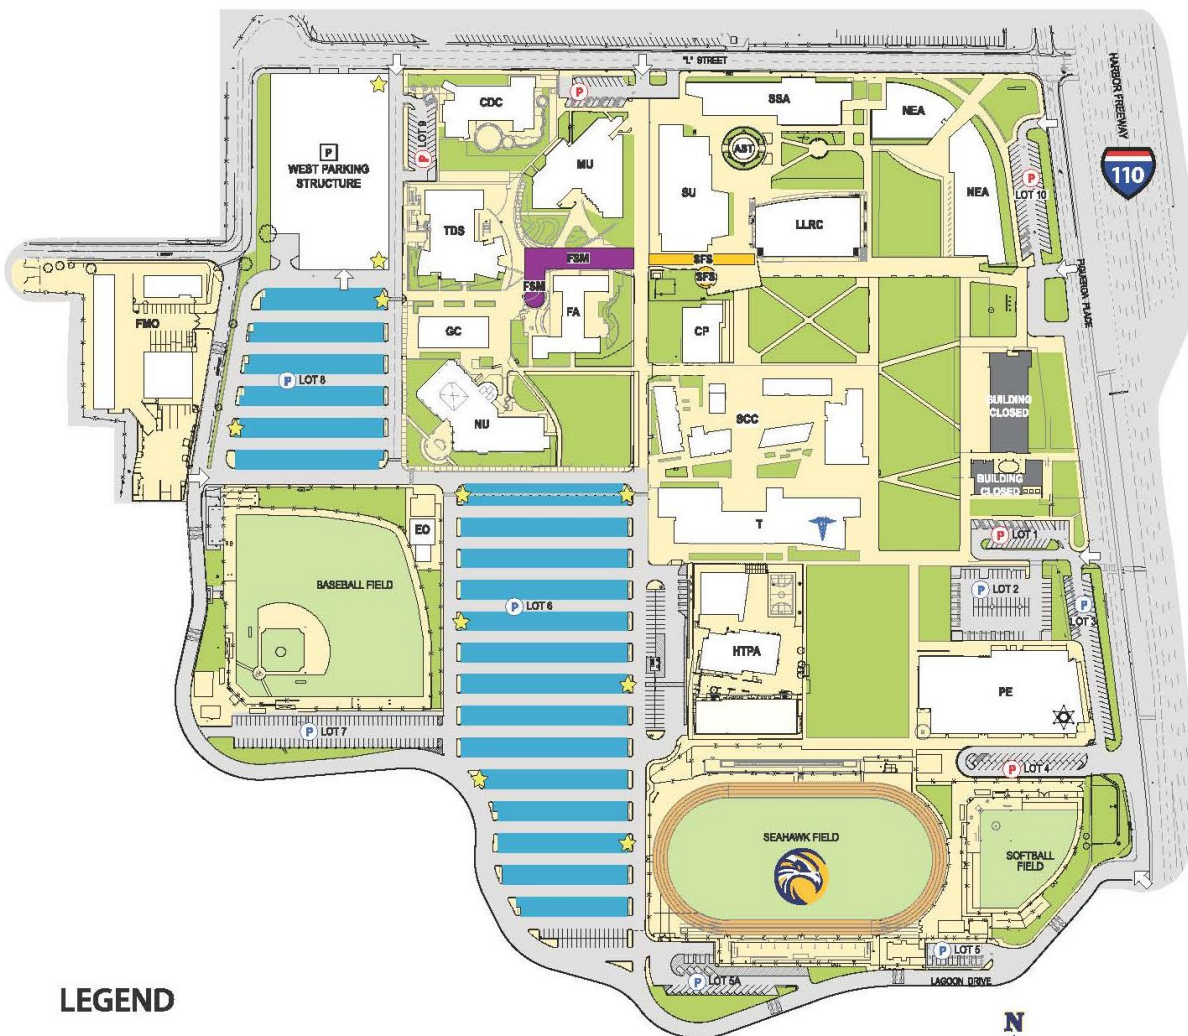 "L" STREET
HARBOR FREEWAY
110
P
WEST PARKING
STRUCTURE
P
LOT 9
CDC
P
MU
TDS
SSA
AST
SU
LLRC
NEA
NEA
P
LOT 10
FIGUEROA PLACE
FSM
FSM
SFS
SFS
FA
GC
CP
FMO
P LOT 8
NU
SCC
BUILDING
CLOSED
BUILDING
CLOSED
T
EC
BASEBALL FIELD
P LOT 6
P LOT 1
P LOT 2
P
LOT 3
HTPA
PE
P LOT 7
P LOT 4
SEAHAWK FIELD
SOFTBALL
FIELD
P LOT 5
P LOT 5A
LAGOON DRIVE
LEGEND
N